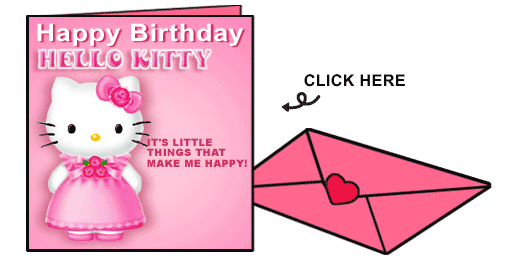 Happy Birthday
HELLO KITTY
IT'S LITTLE
THINGS THAT
MAKE ME HAPPY!
CLICK HERE